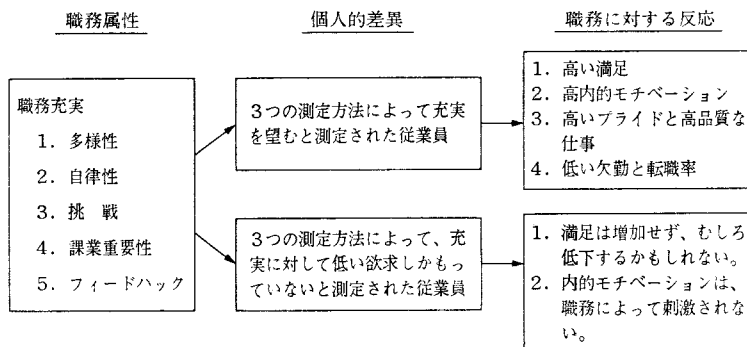 職務属性
個人的差異
職務に対する反応
職務充実
1．多様性
2．自律性
3．挑　戦
4．課業重要性
5．フィードハック
3つの測定方法によって充実
を望むと測定された従業員
3つの測定方法によって、充
実に対して低い欲求しかもっ
ていないと測定された従業員
1．高い満足
2．高内的モチベーション
3．高いプライドと高品質な
仕事
4．低い欠勤と転職率
1．満足は増加せず、むしろ
低下するかもしれない。
2．内的モチベーションは、
職務によって刺激されな
い。